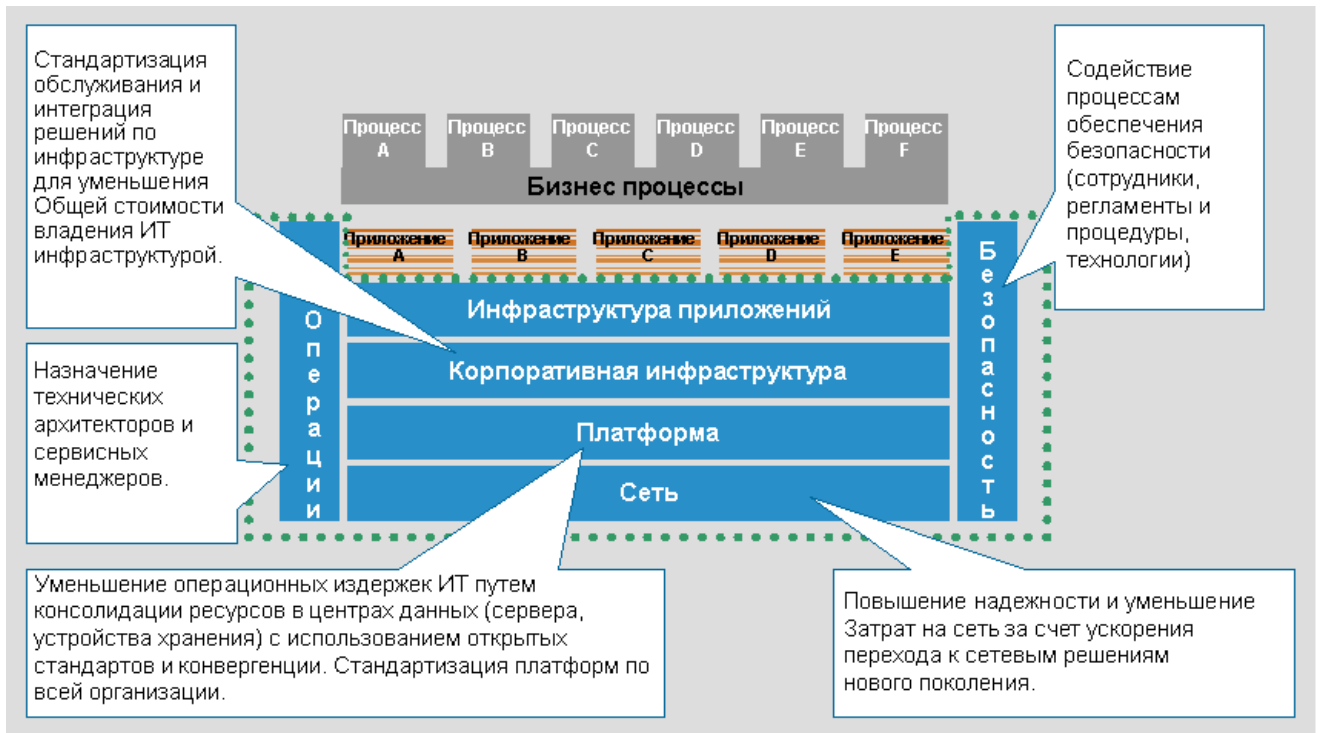 Стандартизация
обслуживания и
интеграция
решений по
инфраструктуре
для уменьшения
Общей стоимости
владения ИТ
инфраструктурой.
Содействие
процессам
обеспечения
безопасности
(сотрудники,
регламенты и
процедуры,
технологии)
Процесс
A
Процесс
B
Процесс
C
Процесс
D
Процесс
E
Процесс
F
Бизнес процессы
Приложение
A
Приложение
B
Приложение
C
Приложение
D
Приложение
E
Операции
Инфраструктура приложений
Корпоративная инфраструктура
Платформа
Сеть
Безопасность
Назначение
технических
архитекторов и
сервисных
менеджеров.
Уменьшение операционных издержек ИТ путем
консолидации ресурсов в центрах данных (сервера,
устройства хранения) с использованием открытых
стандартов и конвергенции. Стандартизация платформ по
всей организации.
Повышение надежности и уменьшение
Затрат на сеть за счет ускорения
перехода к сетевым решениям
нового поколения.